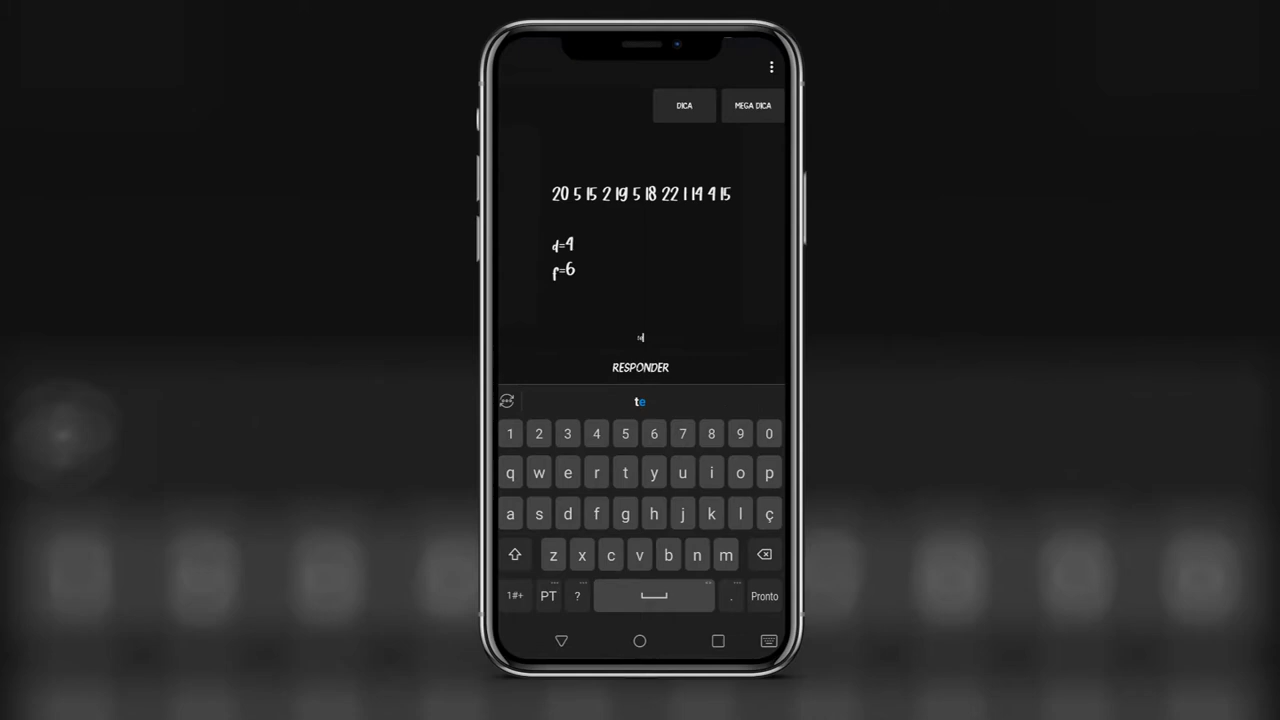 DICA MEGA DICA
20 5 15 2 19 5 18 22 1 14 4 15
d=4
f=6
RESPONDER
te
1 2 3 4 5 6 7 8 9 0
q w e r t y u i o p
a s d f g h j k l ç
z x c v b n m
1#+ PT ? . Pronto